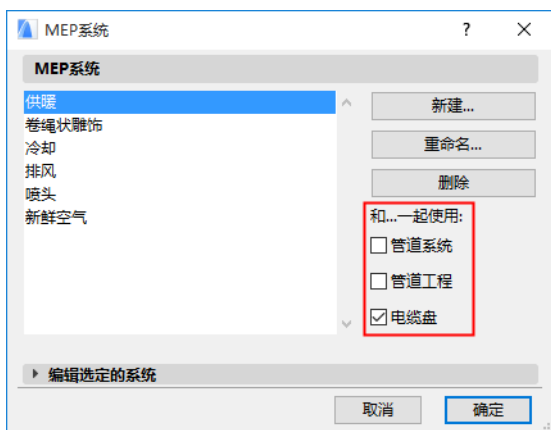 MEP系统
?
MEP系统
供暖
卷绳状雕饰
冷却
排风
喷头
新鲜空气
新建...
重命名...
删除
和...一起使用:
管道系统
管道工程
电缆盘
编辑选定的系统
取消
确定